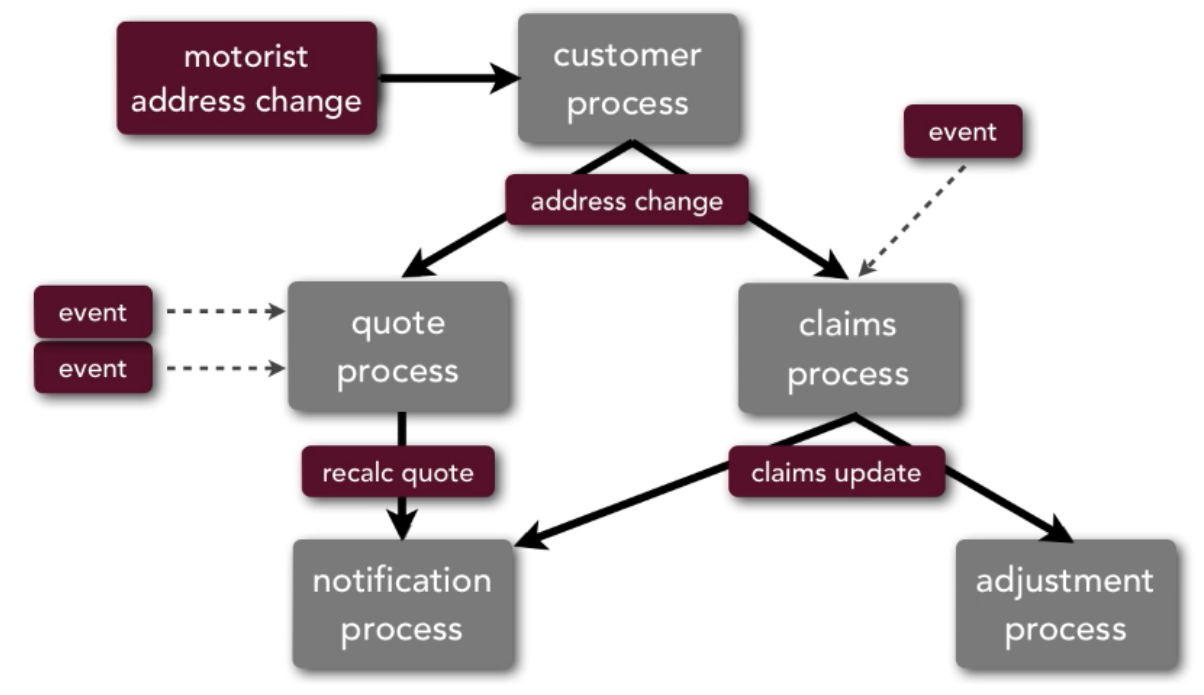 motorist
address change
customer
process
event
address change
event
event
quote
process
claims
process
recalc quote
claims update
notification
process
adjustment
process